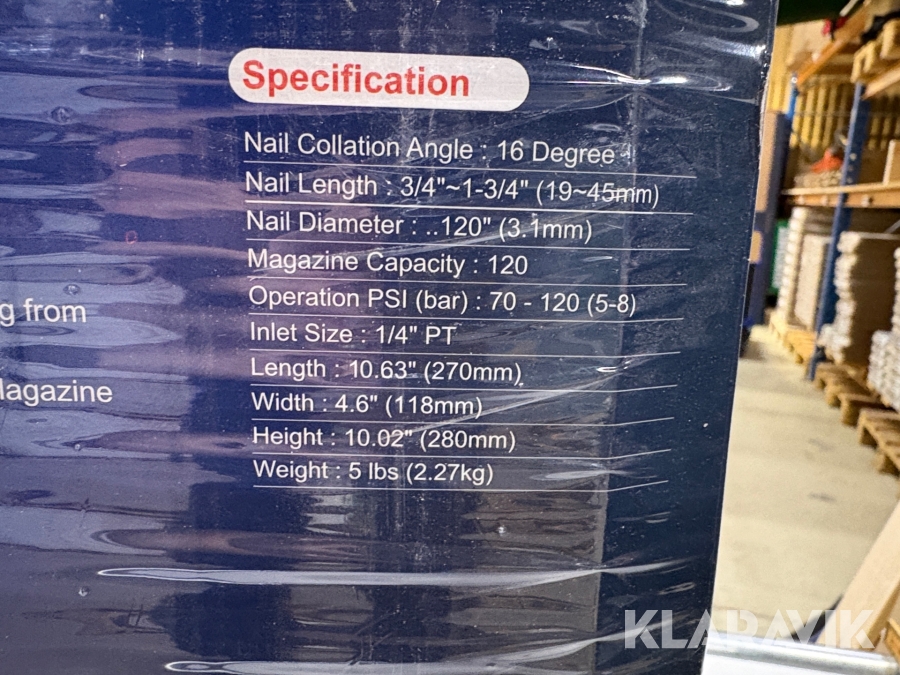 Specification
Nail Collation Angle : 16 Degree
Nail Length : 3/4"~1-3/4" (19~45mm)
Nail Diameter : ..120" (3.1mm)
Magazine Capacity : 120
Operation PSI (bar) : 70 - 120 (5-8)
g from
Inlet Size : 1/4" PT
Length : 10.63" (270mm)
lagazine
Width : 4.6" (118mm)
Height : 10.02" (280mm)
Weight : 5 lbs (2.27kg)
KLARAVIK